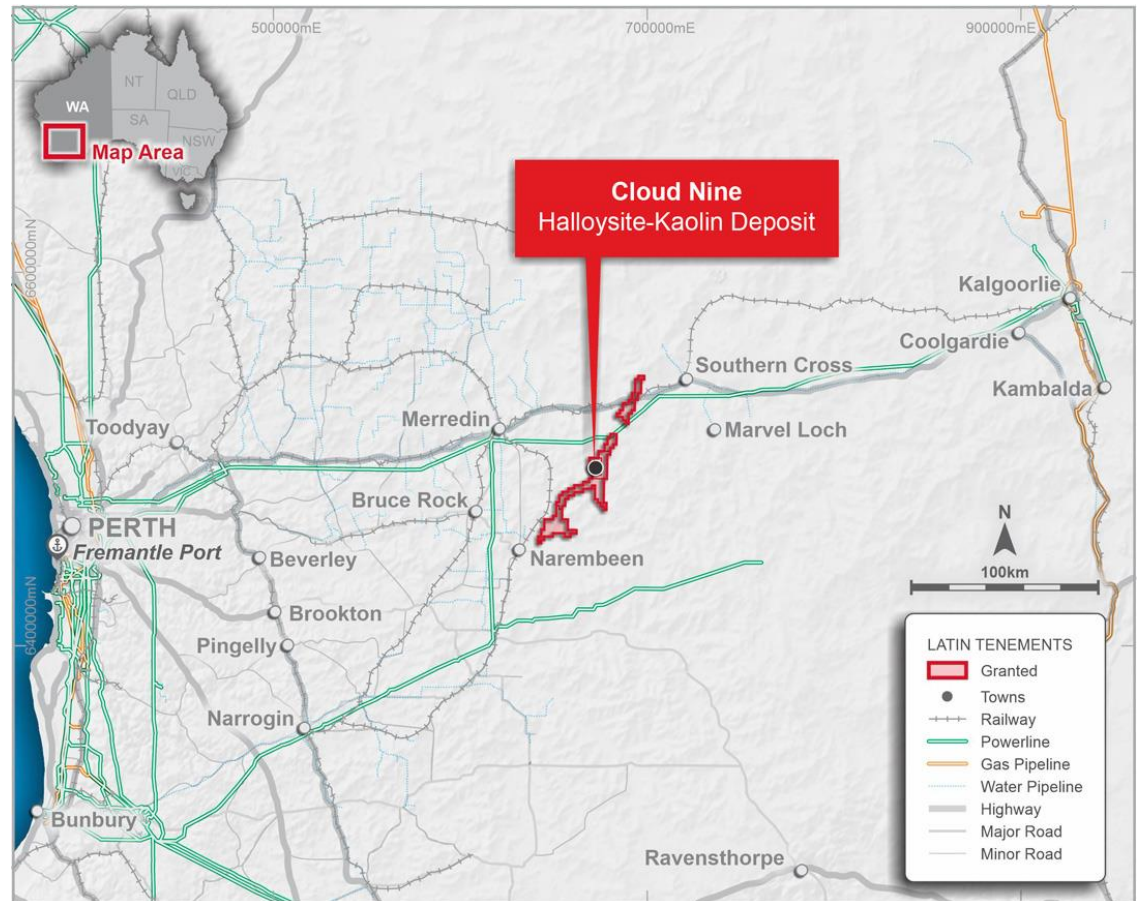 500000mE
700000mE
900000mE
NT
QLD
WA
SA
NSW
VIC
Map Area
Cloud Nine
Halloysite-Kaolin Deposit
6600000mN
Kalgoorlie
Coolgardie
Southern Cross
Kambalda
Merredin
Marvel Loch
Toodyay
Bruce Rock
PERTH
Fremantle Port
Narembeen
Beverley
N
100km
Brookton
6400000mN
Pingelly
Narrogin
Bunbury
Ravensthorpe
LATIN TENEMENTS
Granted
Towns
Railway
Powerline
Gas Pipeline
Water Pipeline
Highway
Major Road
Minor Road